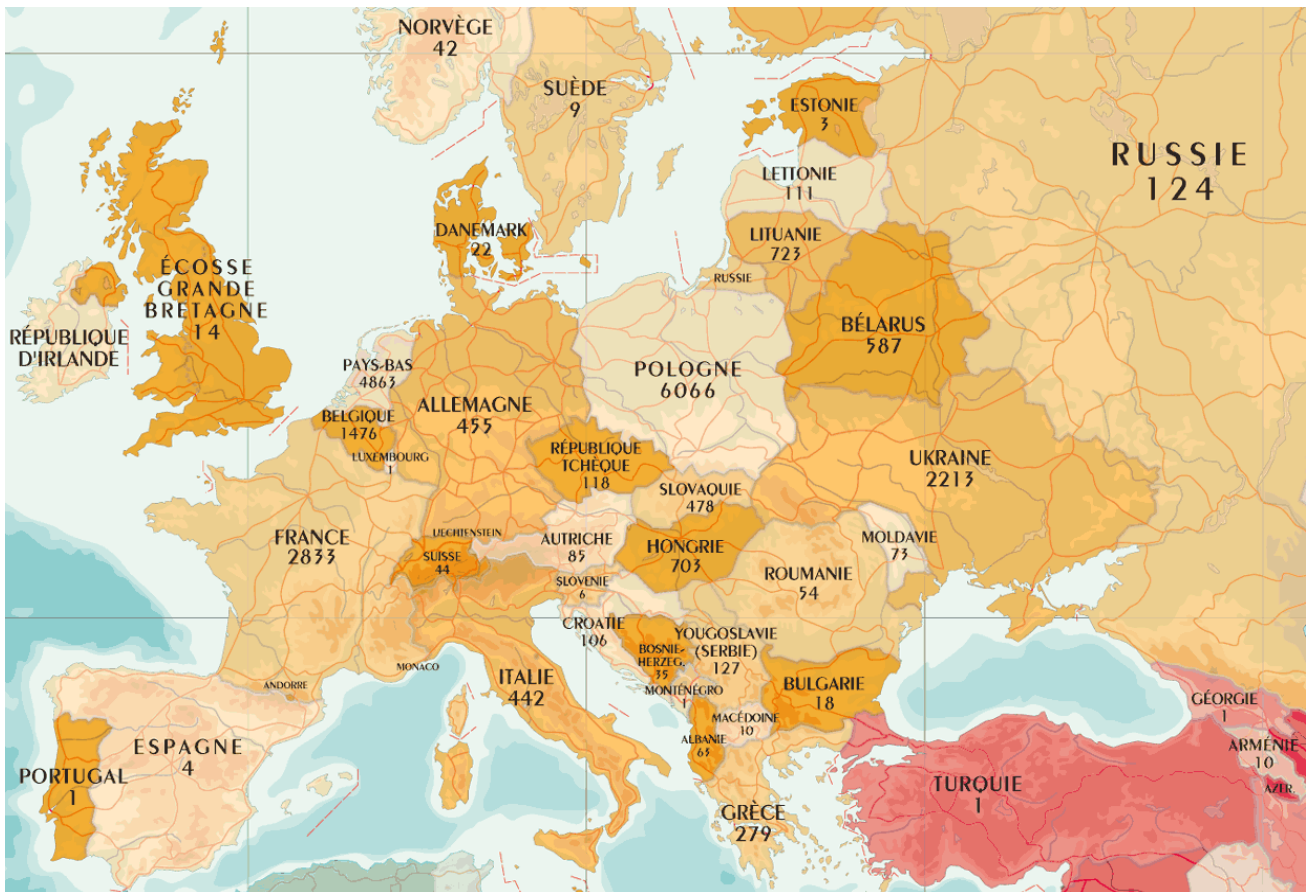 NORVÈGE
42
SUÈDE
9
ESTONIE
3
RUSSIE
124
LETTONIE
111
DANEMARK
22
LITUANIE
723
RUSSIE
ÉCOSSE
GRANDE
BRETAGNE
14
BÉLARUS
587
RÉPUBLIQUE
D'IRLANDE
PAYS-BAS
4863
POLOGNE
6066
ALLEMAGNE
455
BELGIQUE
1476
LUXEMBOURG
1
RÉPUBLIQUE
TCHÈQUE
118
UKRAINE
2213
SLOVAQUIE
478
FRANCE
2833
LIECHTENSTEIN
AUTRICHE
85
MOLDAVIE
73
SUISSE
44
HONGRIE
703
ROUMANIE
54
SLOVENIE
6
CROATIE
106
YOUGOSLAVIE
(SERBIE)
127
BOSNIE-
HERZEG.
35
MONACO
ITALIE
442
ANDORRE
MONTÉNÉGRO
1
BULGARIE
18
GÉORGIE
1
MACÉDOINE
10
ALBANIE
63
ESPAGNE
4
PORTUGAL
1
ARMÉNIE
10
TURQUIE
1
AZER.
GRÈCE
279